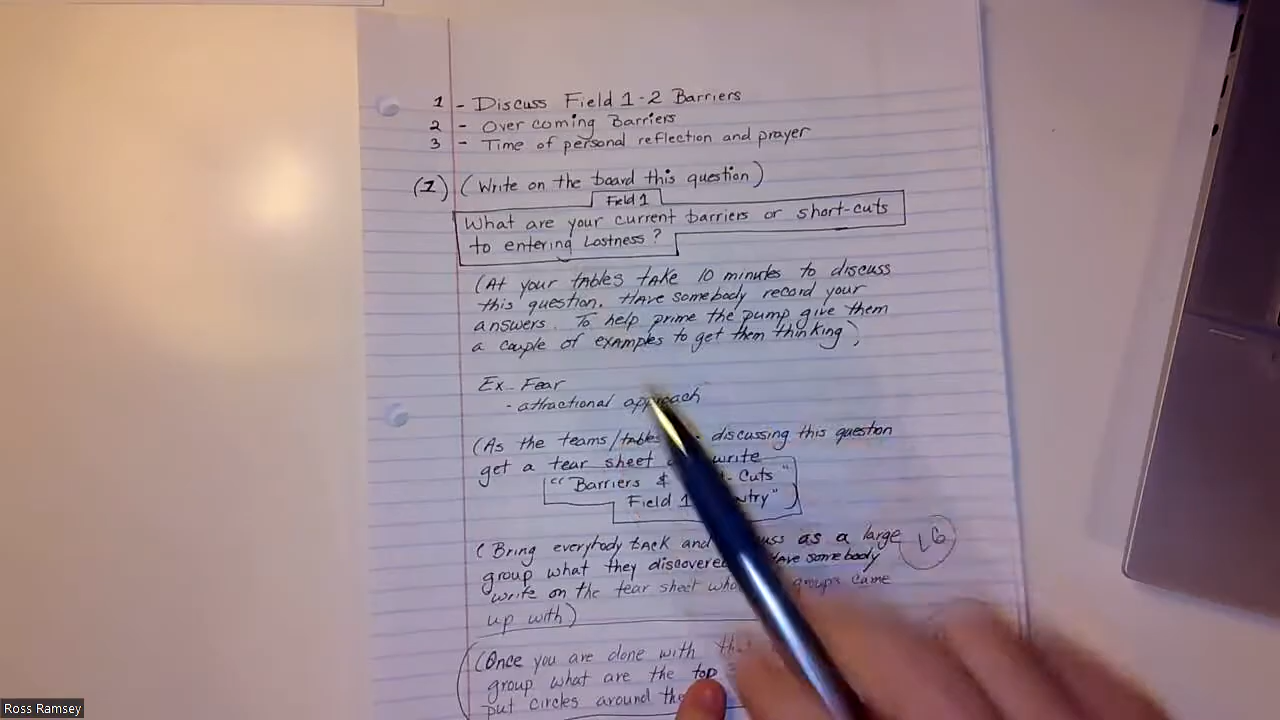 1 - Discuss Field 1-2 Barriers
2 - Over coming Barriers
3 - Time of personal reflection and prayer
(1) (Write on the board this question)
Field 1
What are your current barriers or short-cuts
to entering Lostness?
(At your tables take 10 minutes to discuss
this question. Have somebody record your
answers. To help prime the pump give them
a couple of examples to get them thinking)
Ex- Fear
- attractional approach
(As the teams/tables discussing this question
get a tear sheet write
"Barriers & Cuts"
Field 1
(Bring everybody back and as a large
group what they discovered Have somebody
write on the tear sheet groups came
up with)
LG
(Once you are done with
group what are the top
put circles around
Ross Ramsey